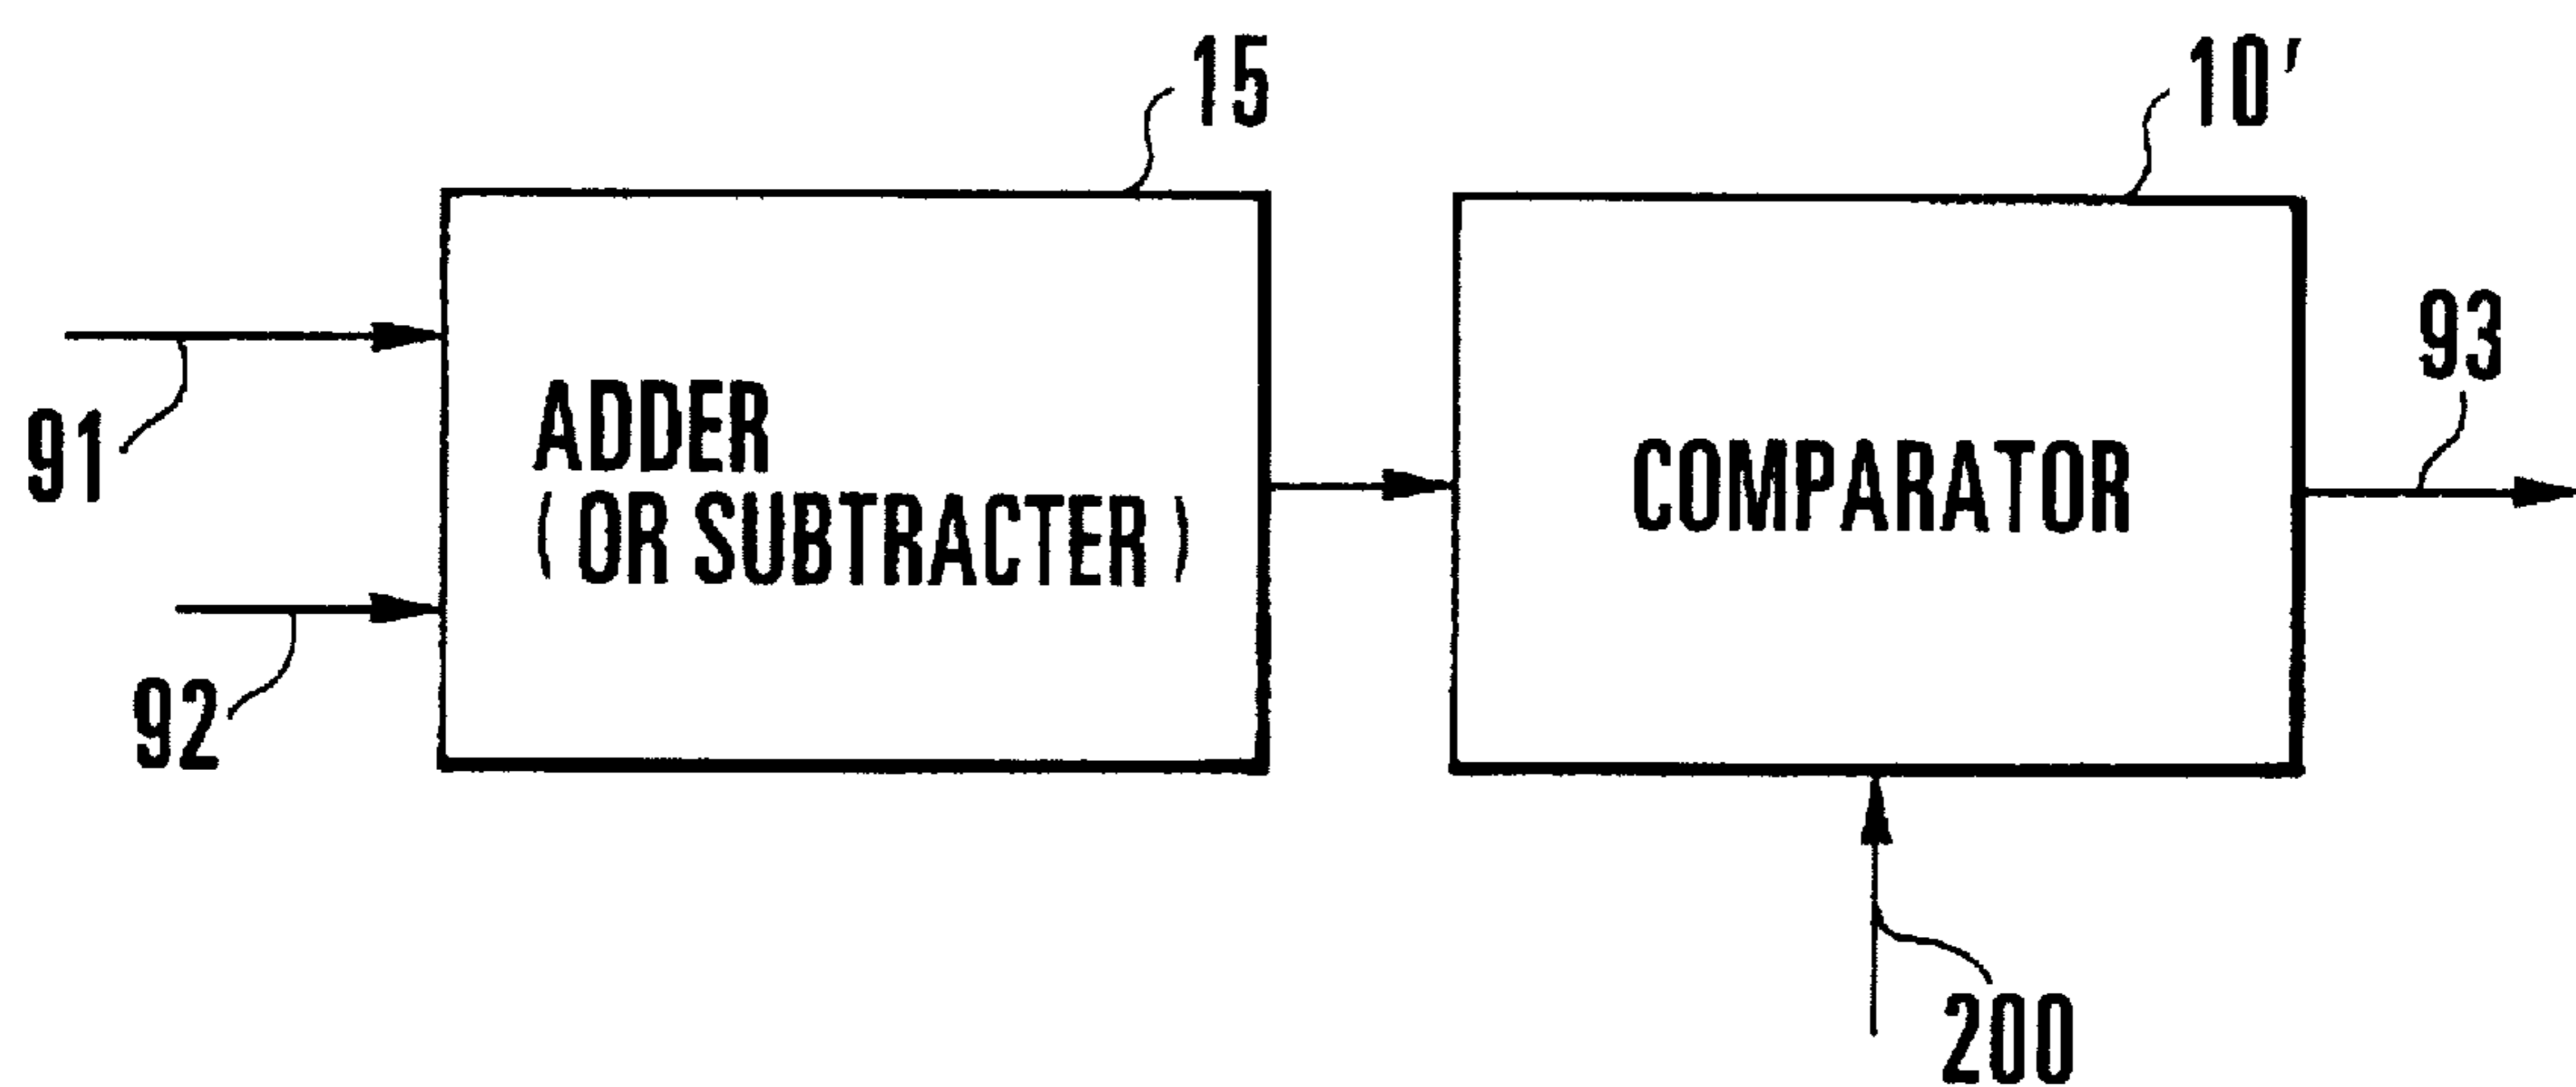 15
10'
93
91
ADDER
( OR SUBTRACTER )
COMPARATOR
92
200